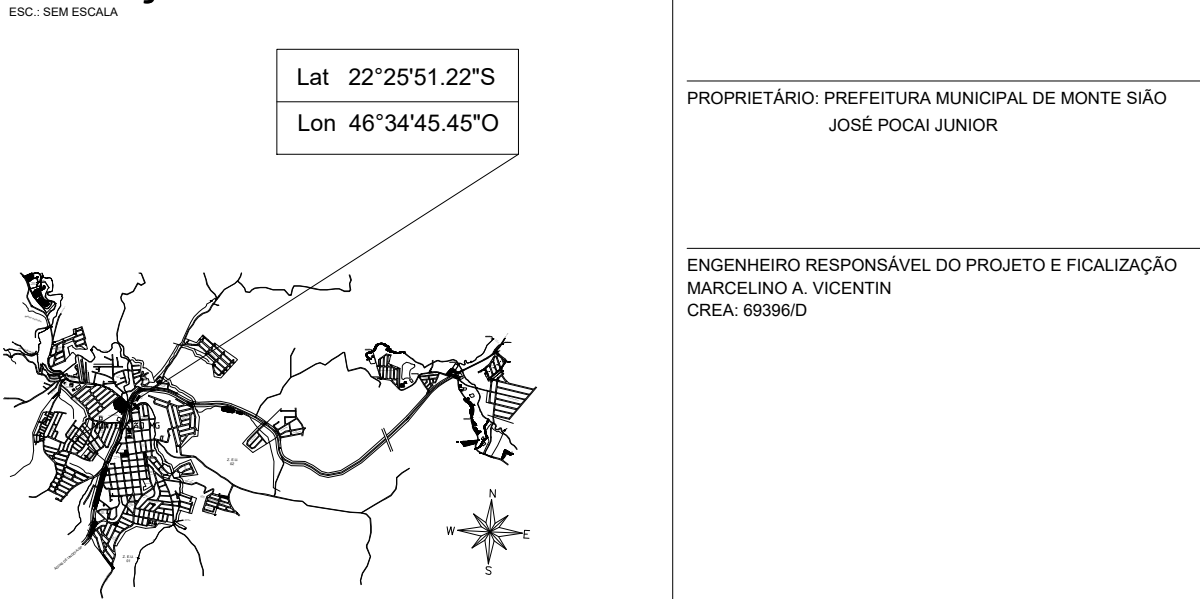 ESC.: SEM ESCALA
Lat 22°25'51.22"S
Lon 46°34'45.45"O
N
W
E
S
PROPRIETÁRIO: PREFEITURA MUNICIPAL DE MONTE SIÃO
JOSÉ POCAI JUNIOR
ENGENHEIRO RESPONSÁVEL DO PROJETO E FICALIZAÇÃO
MARCELINO A. VICENTIN
CREA: 69396/D